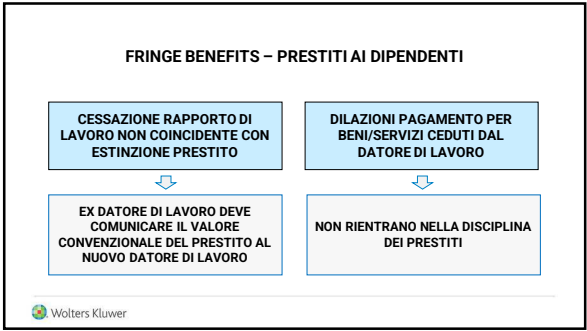 FRINGE BENEFITS – PRESTITI AI DIPENDENTI
CESSAZIONE RAPPORTO DI
LAVORO NON COINCIDENTE CON
ESTINZIONE PRESTITO
DILAZIONI PAGAMENTO PER
BENI/SERVIZI CEDUTI DAL
DATORE DI LAVORO
EX DATORE DI LAVORO DEVE
COMUNICARE IL VALORE
CONVENZIONALE DEL PRESTITO AL
NUOVO DATORE DI LAVORO
NON RIENTRANO NELLA DISCIPLINA
DEI PRESTITI
Wolters Kluwer